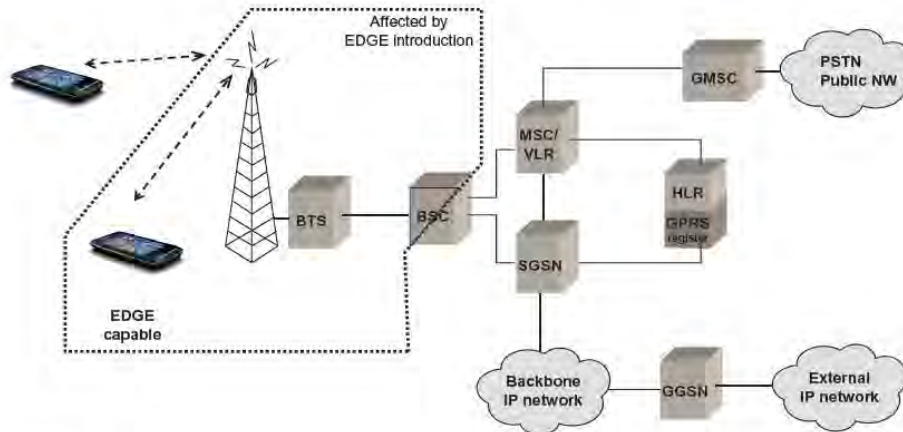 Affected by
EDGE introduction
GMSC
PSTN
Public NW
MSC/
VLR
HLR
GPRS
register
BTS
BSC
SGSN
EDGE
capable
Backbone
IP network
GGSN
External
IP network